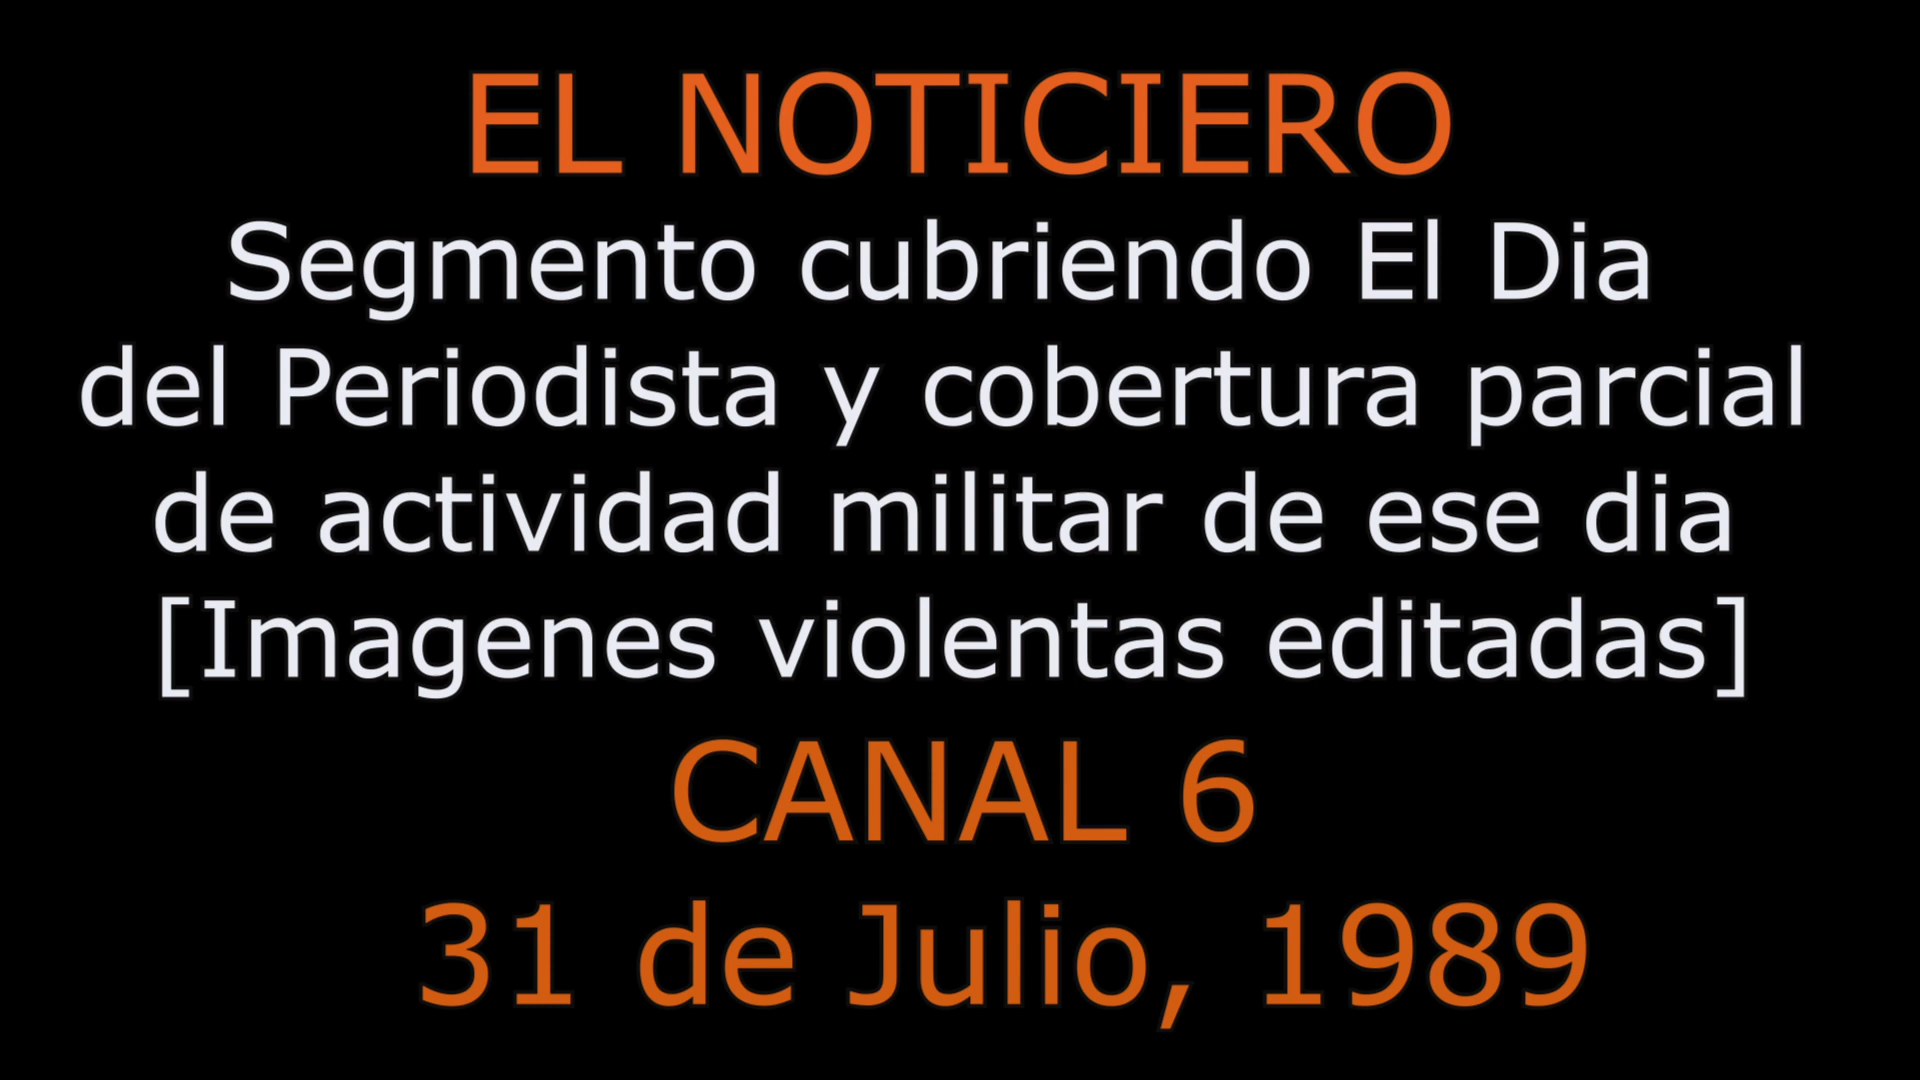 EL NOTICIERO
Segmento cubriendo El Dia
del Periodista y cobertura parcial
de actividad militar de ese dia
[Imagenes violentas editadas]
CANAL 6
31 de Julio, 1989